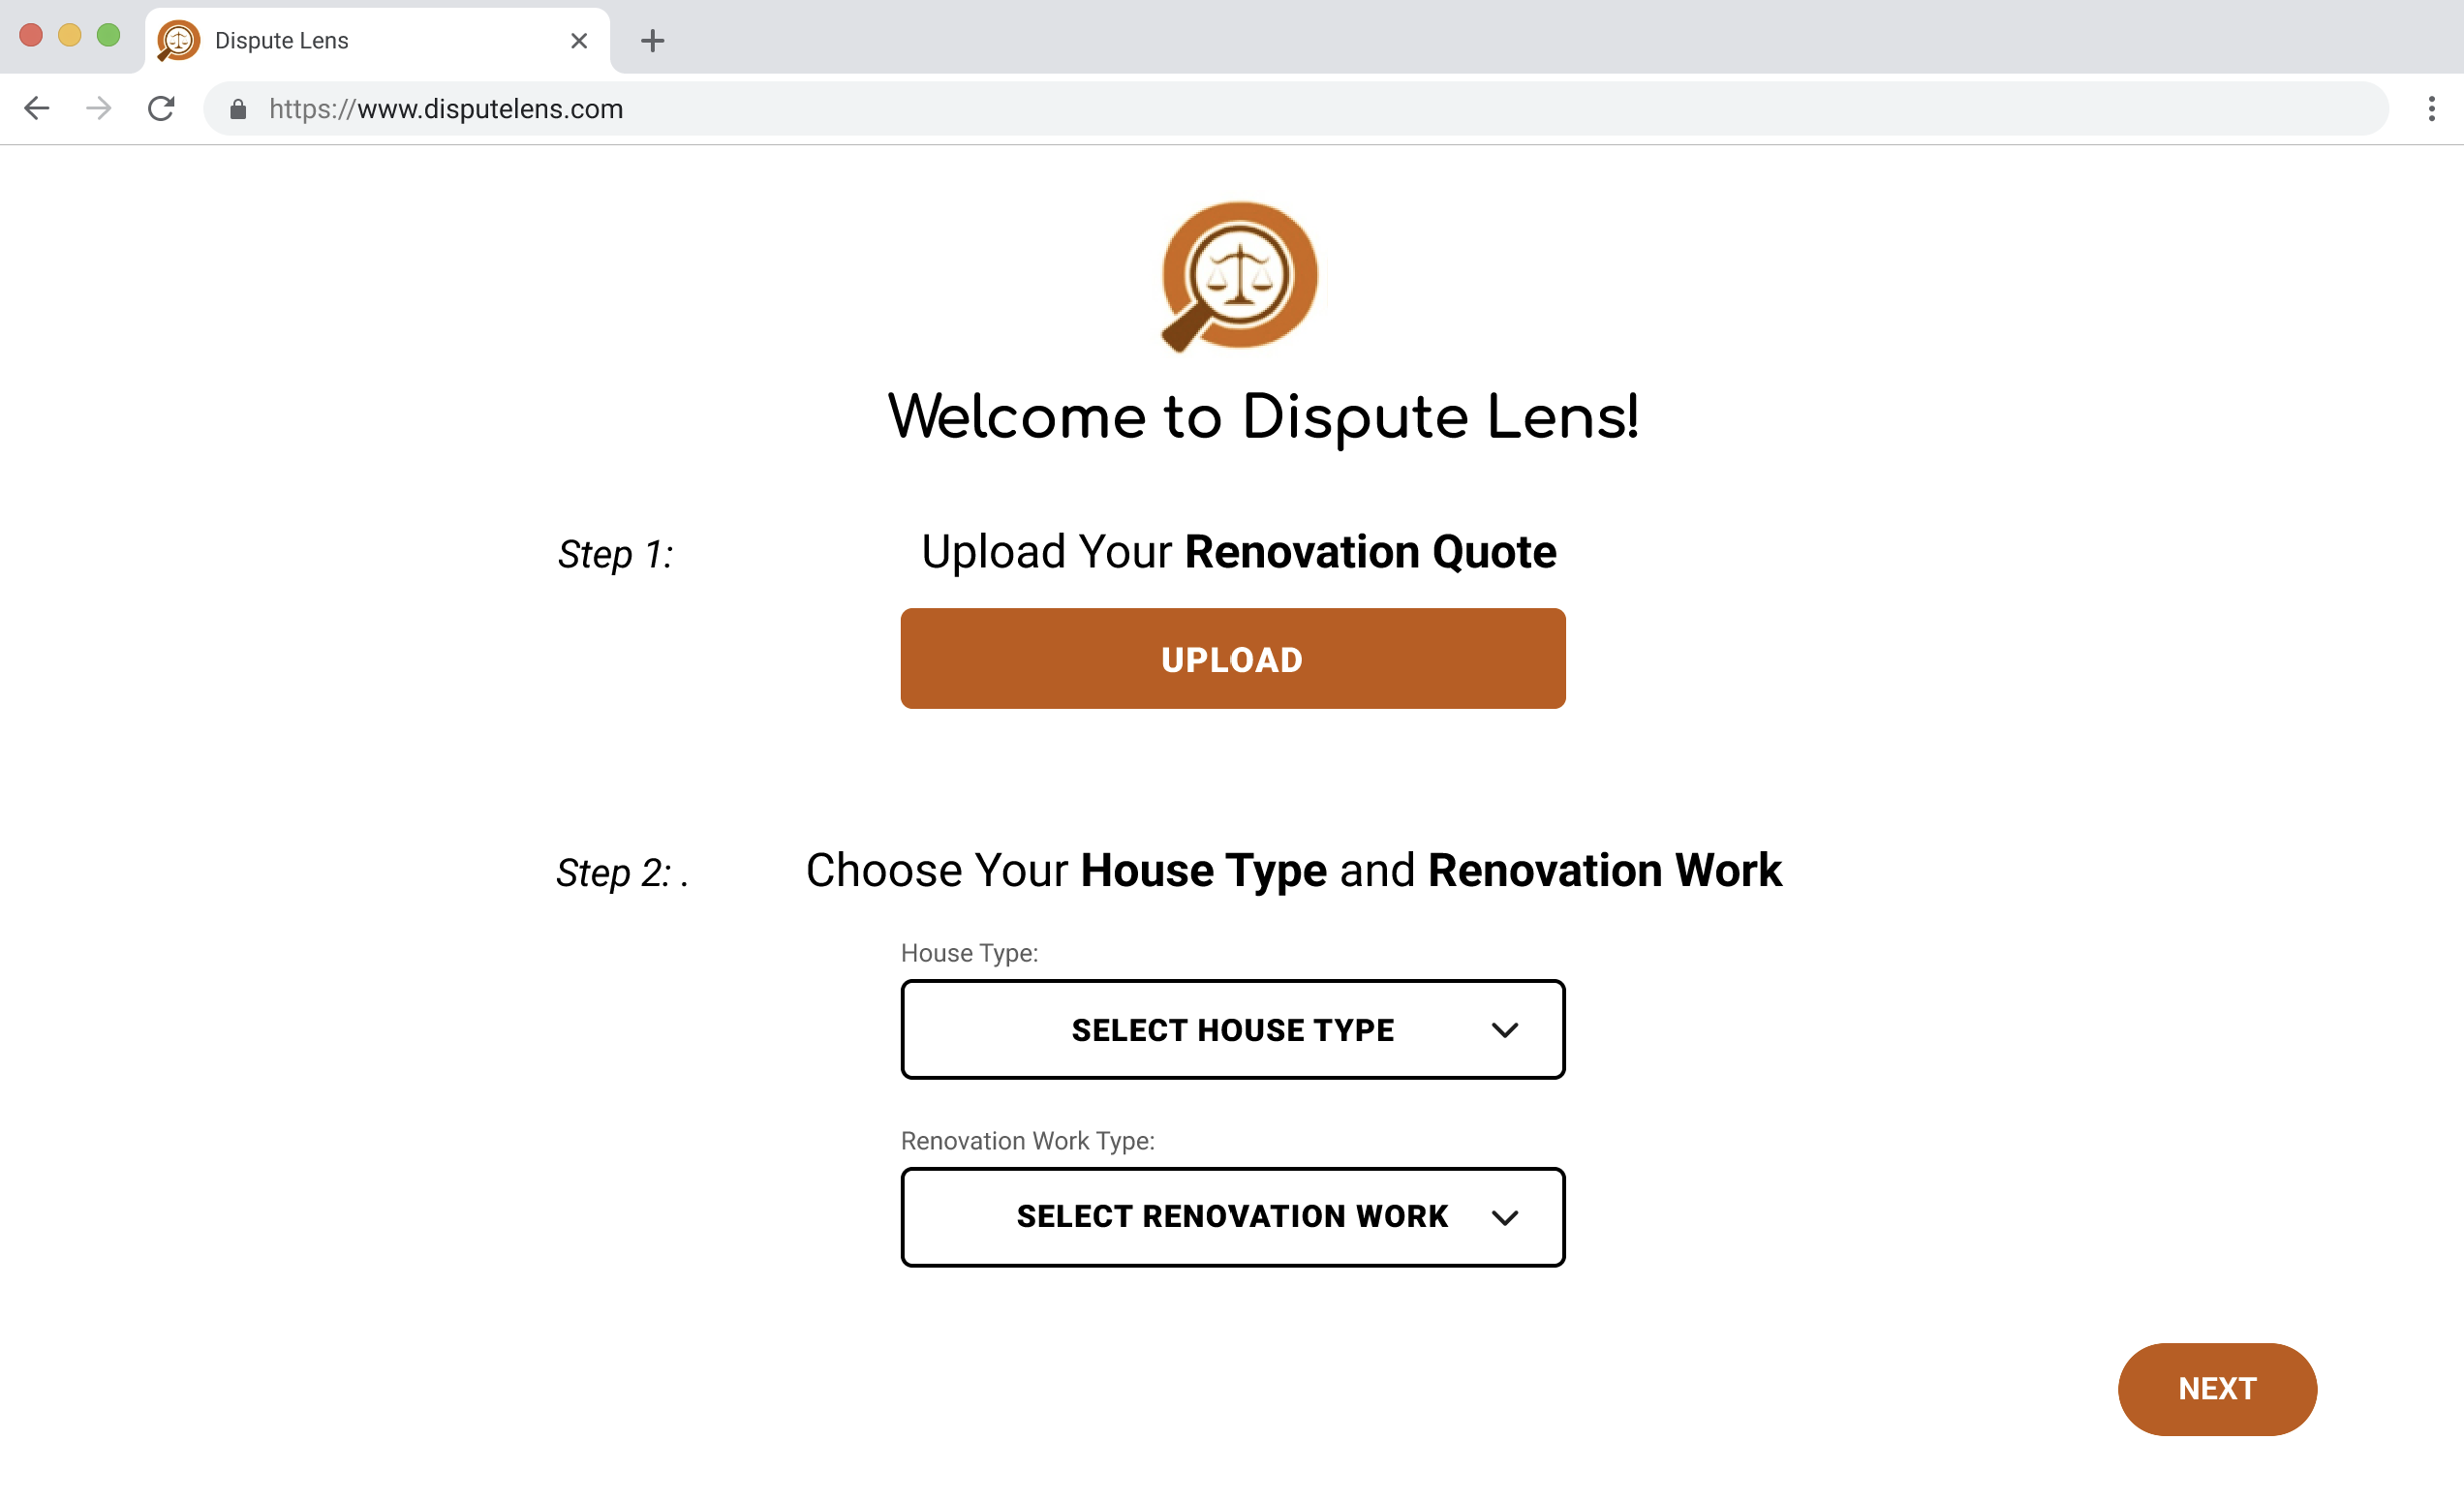 Dispute Lens
https://www.disputelens.com
Welcome to Dispute Lens!
Step 1:
Upload Your Renovation Quote
UPLOAD
Step 2: .
Choose Your House Type and Renovation Work
House Type:
SELECT HOUSE TYPE
Renovation Work Type:
SELECT RENOVATION WORK
NEXT